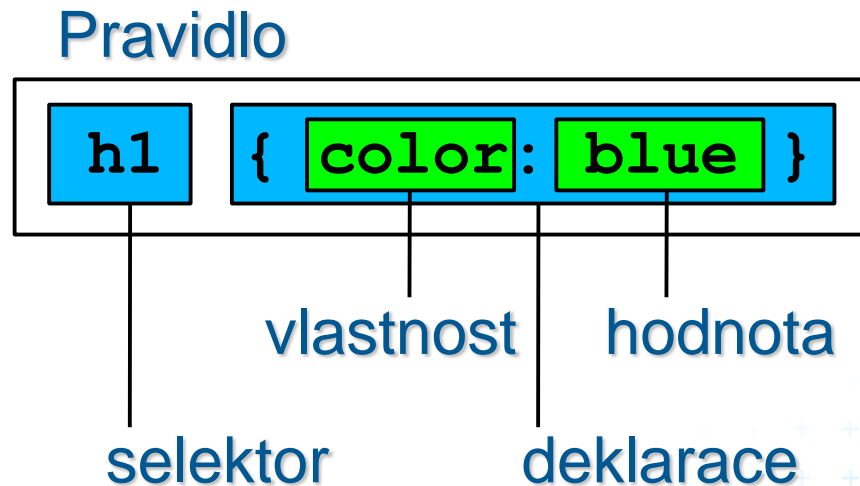 Pravidlo
h1 { color: blue }
vlastnost hodnota
selektor deklarace